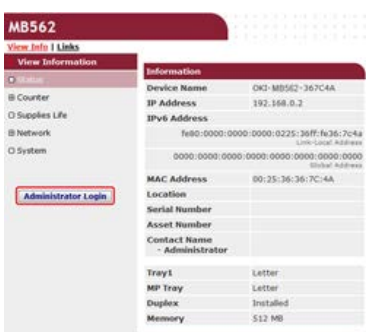 MB562
View Info | Links
View Information
Status
Counter
Supplies Life
Network
System
Administrator Login
Information
Device Name OKI-MB562-367C4A
IP Address 192.168.0.2
IPv6 Address
fe80:0000:0000:0000:0225:36ff:fe36:7c4a
Link-Local Address
0000:0000:0000:0000:0000:0000:0000:0000
Global Address
MAC Address 00:25:36:36:7C:4A
Location
Serial Number
Asset Number
Contact Name
- Administrator
Tray1 Letter
MP Tray Letter
Duplex Installed
Memory 512 MB